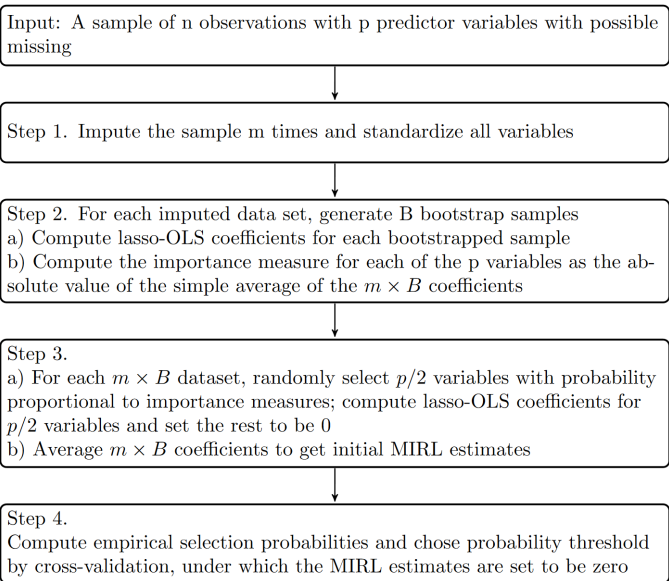 Input: A sample of n observations with p predictor variables with possible
missing
Step 1. Impute the sample m times and standardize all variables
Step 2. For each imputed data set, generate B bootstrap samples
a) Compute lasso-OLS coefficients for each bootstrapped sample
b) Compute the importance measure for each of the p variables as the ab-
solute value of the simple average of the m × B coefficients
Step 3.
a) For each m × B dataset, randomly select p/2 variables with probability
proportional to importance measures; compute lasso-OLS coefficients for
p/2 variables and set the rest to be 0
b) Average m × B coefficients to get initial MIRL estimates
Step 4.
Compute empirical selection probabilities and chose probability threshold
by cross-validation, under which the MIRL estimates are set to be zero